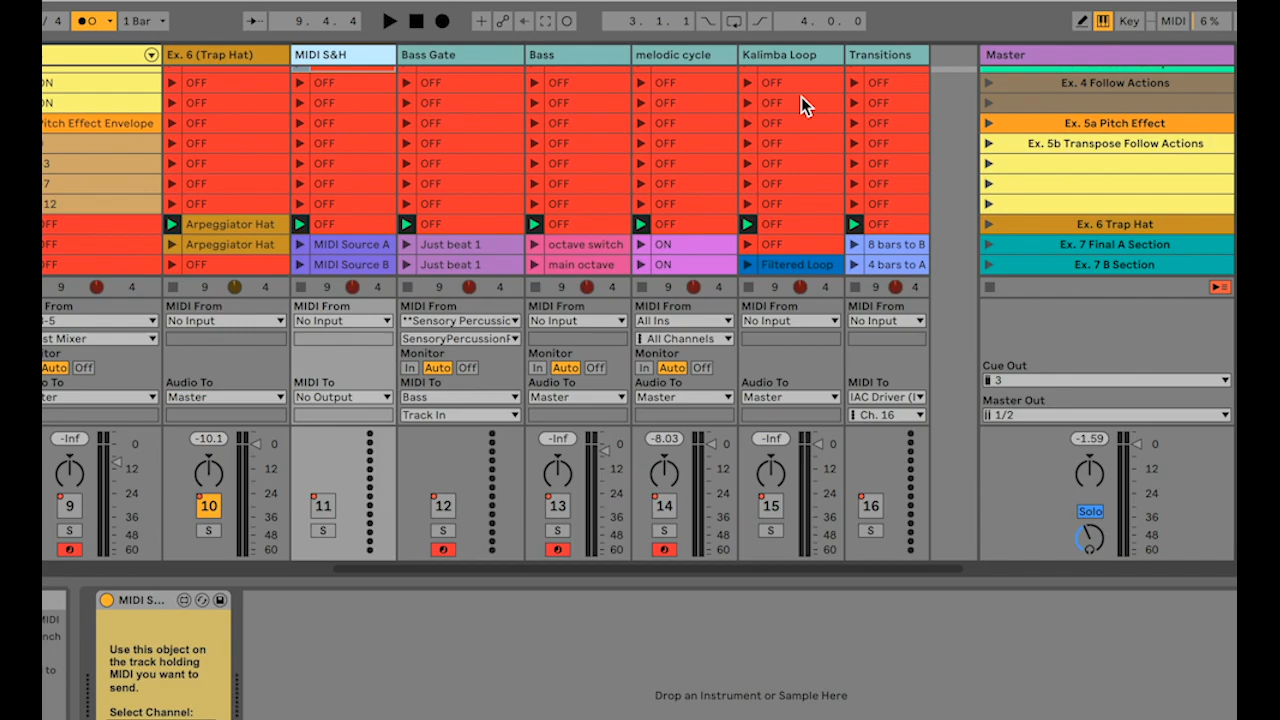 / 4 1 Bar 9. 4. 4 3. 1. 1 4. 0. 0 Key MIDI 6 %
Ex. 6 (Trap Hat) MIDI S&H Bass Gate Bass melodic cycle Kalimba Loop Transitions Master
ON OFF OFF OFF OFF OFF OFF OFF Ex. 4 Follow Actions
ON OFF OFF OFF OFF OFF OFF OFF
itch Effect Envelope OFF OFF OFF OFF OFF OFF OFF Ex. 5a Pitch Effect
OFF OFF OFF OFF OFF OFF OFF Ex. 5b Transpose Follow Actions
3 OFF OFF OFF OFF OFF OFF OFF
7 OFF OFF OFF OFF OFF OFF OFF
12 OFF OFF OFF OFF OFF OFF OFF
OFF Arpeggiator Hat OFF OFF OFF OFF OFF OFF Ex. 6 Trap Hat
OFF Arpeggiator Hat MIDI Source A Just beat 1 octave switch ON OFF 8 bars to B Ex. 7 Final A Section
OFF OFF MIDI Source B Just beat 1 main octave ON Filtered Loop 4 bars to A Ex. 7 B Section
9 4 9 4 9 4 9 4 9 4 9 4 9 4 9 4
From MIDI From MIDI From MIDI From MIDI From MIDI From MIDI From MIDI From
3-5 No Input No Input **Sensory Percussic No Input All Ins No Input No Input
st Mixer SensoryPercussionF All Channels
itor Monitor Monitor Monitor
Auto Off In Auto Off In Auto Off In Auto Off Cue Out
3
o To Audio To MIDI To MIDI To Audio To Audio To Audio To MIDI To
ter Master No Output Bass Master Master Master IAC Driver (I Master Out
Track In Ch. 16 1/2
-Inf 0 -10.1 0 -Inf 0 -8.03 0 -Inf 0 -1.59 0
12 12 12 12 12 12
24 24 24 24 24 24
9 10 11 12 13 14 15 16
36 36 36 36 36 Solo 36
S 48 S 48 S S S 48 S 48 S 48 S 48
60 60 60 60 60 60
MIDI S...
MIDI
nch
to
Use this object on
the track holding
MIDI you want to
send.
Select Channel:
Drop an Instrument or Sample Here